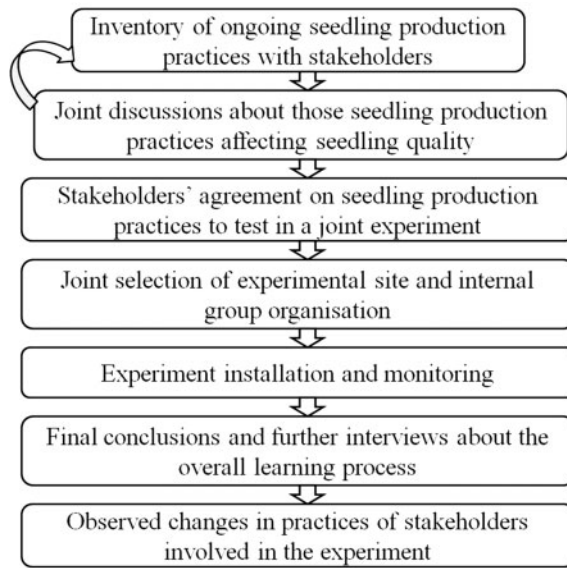 Inventory of ongoing seedling production
practices with stakeholders
Joint discussions about those seedling production
practices affecting seedling quality
Stakeholders` agreement on seedling production
practices to test in a joint experiment
Joint selection of experimental site and internal
group organisation
Experiment installation and monitoring
Final conclusions and further interviews about the
overall learning process
Observed changes in practices of stakeholders
involved in the experiment